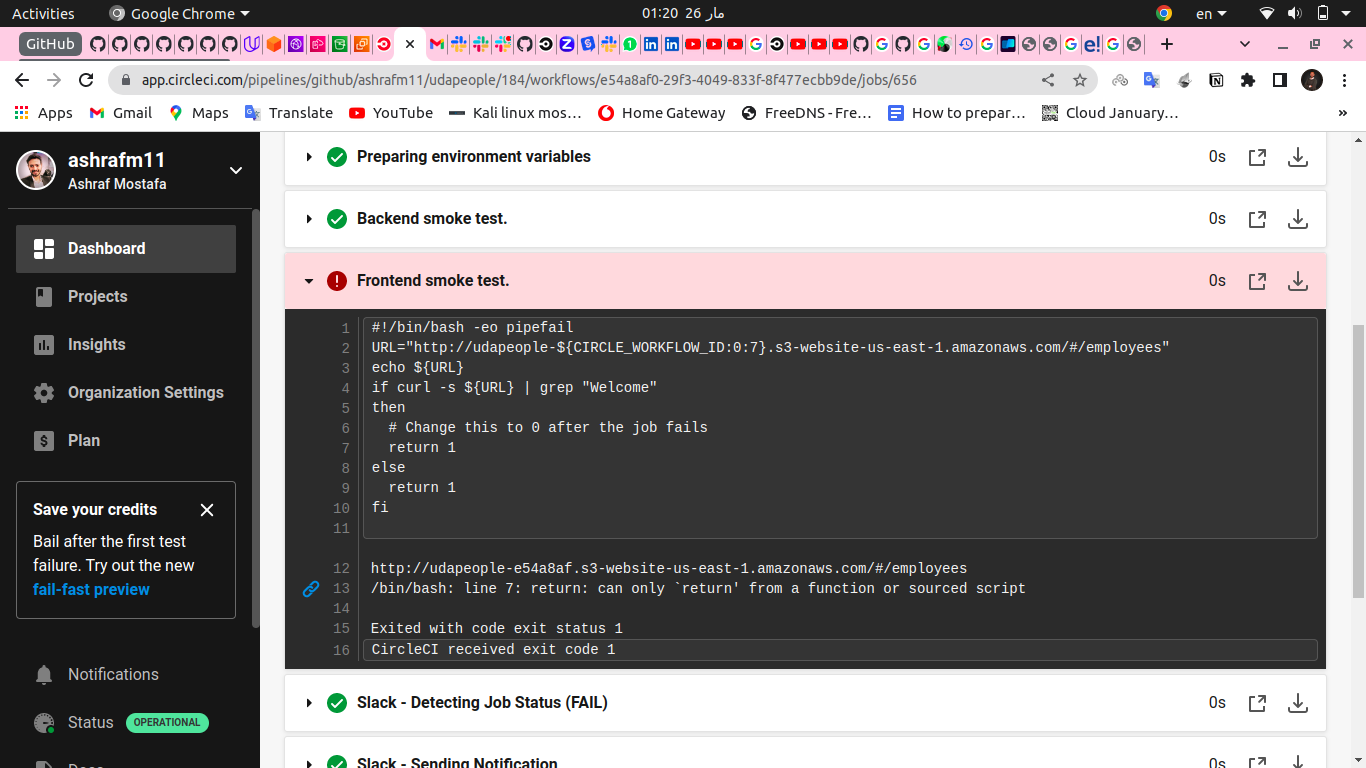 Activities
Google Chrome
01:20 26 مار
en
GitHub
app.circleci.com/pipelines/github/ashrafm11/udapeople/184/workflows/e54a8af0-29f3-4049-833f-8f477ecbb9de/jobs/656
Apps
Gmail
Maps
Translate
YouTube
Kali linux mos…
Home Gateway
FreeDNS - Fre…
How to prepar…
Cloud January,…
»
ashrafm11
Ashraf Mostafa
Dashboard
Projects
Insights
Organization Settings
Plan
Save your credits
Bail after the first test
failure. Try out the new
fail-fast preview
Notifications
Status OPERATIONAL
Docs
Preparing environment variables 0s
Backend smoke test. 0s
Frontend smoke test. 0s
1 #!/bin/bash -eo pipefail
2 URL="http://udapeople-${CIRCLE_WORKFLOW_ID:0:7}.s3-website-us-east-1.amazonaws.com/#/employees"
3 echo ${URL}
4 if curl -s ${URL} | grep "Welcome"
5 then
6 # Change this to 0 after the job fails
7 return 1
8 else
9 return 1
10 fi
11
12 http://udapeople-e54a8af.s3-website-us-east-1.amazonaws.com/#/employees
13 /bin/bash: line 7: return: can only `return' from a function or sourced script
14
15 Exited with code exit status 1
16 CircleCI received exit code 1
Slack - Detecting Job Status (FAIL) 0s
Slack - Sending Notification 0s